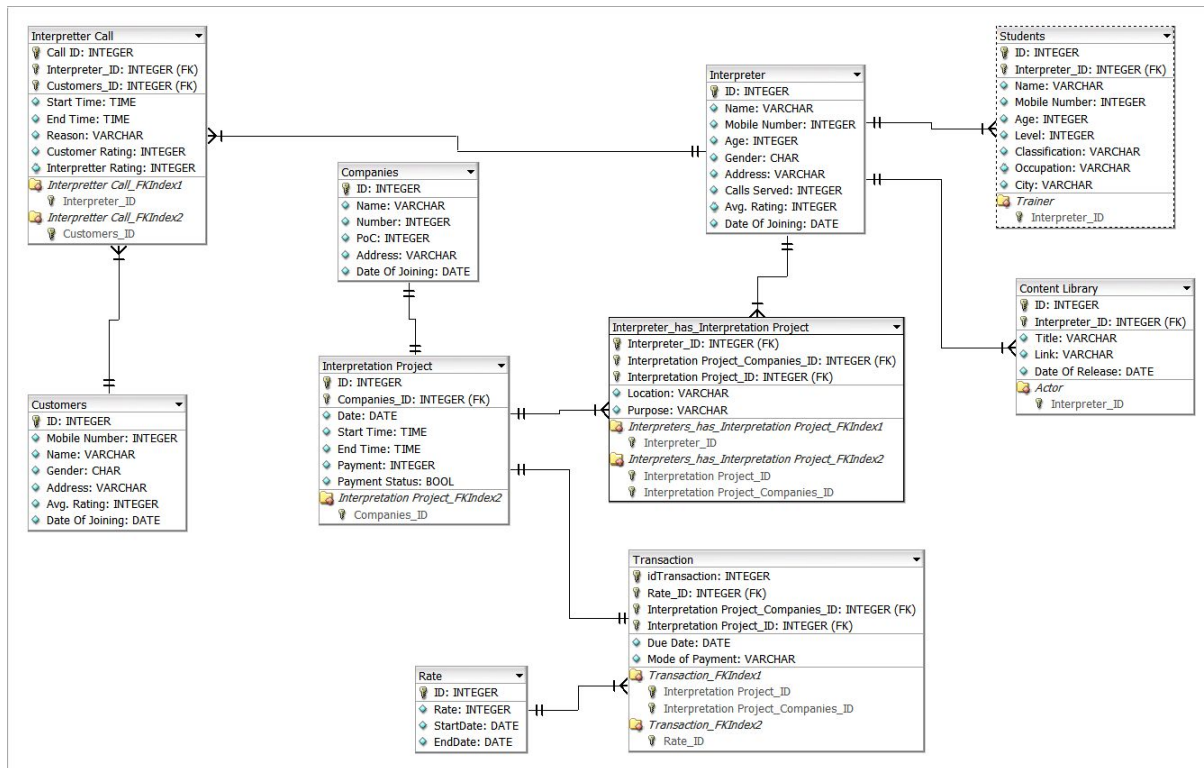 Interpretter Call
Call ID: INTEGER
Interpreter_ID: INTEGER (FK)
Customers_ID: INTEGER (FK)
Start Time: TIME
End Time: TIME
Reason: VARCHAR
Customer Rating: INTEGER
Interpretter Rating: INTEGER
Interpretter Call_FKIndex1
Interpreter_ID
Interpretter Call_FKIndex2
Customers_ID
Companies
ID: INTEGER
Name: VARCHAR
Number: INTEGER
PoC: INTEGER
Address: VARCHAR
Date Of Joining: DATE
Interpreter
ID: INTEGER
Name: VARCHAR
Mobile Number: INTEGER
Age: INTEGER
Gender: CHAR
Address: VARCHAR
Calls Served: INTEGER
Avg. Rating: INTEGER
Date Of Joining: DATE
Students
ID: INTEGER
Interpreter_ID: INTEGER (FK)
Name: VARCHAR
Mobile Number: INTEGER
Age: INTEGER
Level: INTEGER
Classification: VARCHAR
Occupation: VARCHAR
City: VARCHAR
Trainer
Interpreter_ID
Content Library
ID: INTEGER
Interpreter_ID: INTEGER (FK)
Title: VARCHAR
Link: VARCHAR
Date Of Release: DATE
Actor
Interpreter_ID
Interpreter_has_Interpretation Project
Interpreter_ID: INTEGER (FK)
Interpretation Project_Companies_ID: INTEGER (FK)
Interpretation Project_ID: INTEGER (FK)
Location: VARCHAR
Purpose: VARCHAR
Interpreters_has_Interpretation Project_FKIndex1
Interpreter_ID
Interpreters_has_Interpretation Project_FKIndex2
Interpretation Project_ID
Interpretation Project_Companies_ID
Interpretation Project
ID: INTEGER
Companies_ID: INTEGER (FK)
Date: DATE
Start Time: TIME
End Time: TIME
Payment: INTEGER
Payment Status: BOOL
Interpretation Project_FKIndex2
Companies_ID
Customers
ID: INTEGER
Mobile Number: INTEGER
Name: VARCHAR
Gender: CHAR
Address: VARCHAR
Avg. Rating: INTEGER
Date Of Joining: DATE
Transaction
idTransaction: INTEGER
Rate_ID: INTEGER (FK)
Interpretation Project_Companies_ID: INTEGER (FK)
Interpretation Project_ID: INTEGER (FK)
Due Date: DATE
Mode of Payment: VARCHAR
Transaction_FKIndex1
Interpretation Project_ID
Interpretation Project_Companies_ID
Transaction_FKIndex2
Rate_ID
Rate
ID: INTEGER
Rate: INTEGER
StartDate: DATE
EndDate: DATE